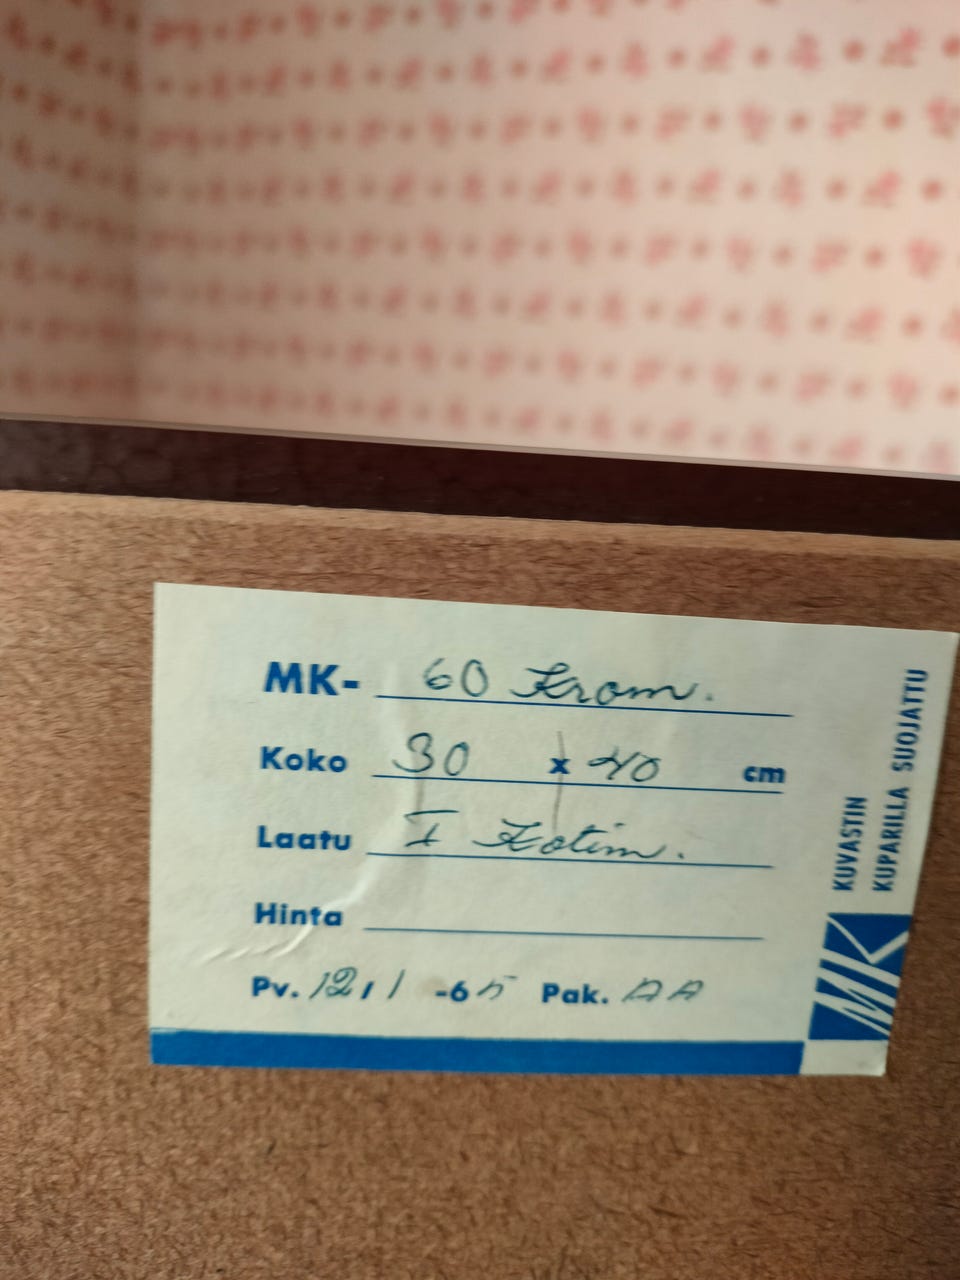 MK- 60 Krom.
Koko 30 x 40 cm
Laatu I Kotim.
Hinta
Pv. 12/1 -65 Pak. AA
KUVASTIN
KUPARILLA SUOJATTU
MK